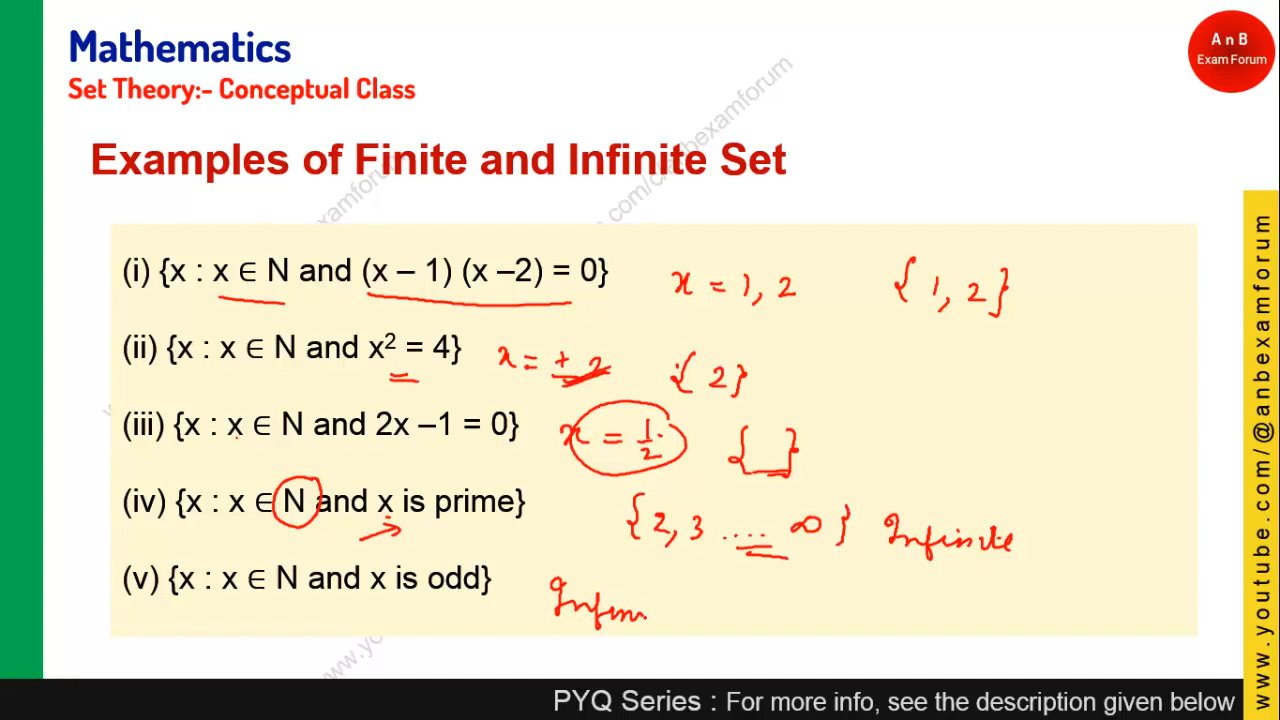 Mathematics
A n B
Exam Forum
Set Theory:- Conceptual Class
Examples of Finite and Infinite Set
(i) {x : x ∈ N and (x – 1) (x –2) = 0} x = 1, 2 { 1, 2 }
(ii) {x : x ∈ N and x² = 4} x = ± 2 { 2 }
(iii) {x : x ∈ N and 2x –1 = 0} x = 1/2 { }
(iv) {x : x ∈ N and x is prime} { 2, 3 .... ∞ } Infinite
(v) {x : x ∈ N and x is odd} Infin
www.youtube.com/@anbexamforum
PYQ Series : For more info, see the description given below